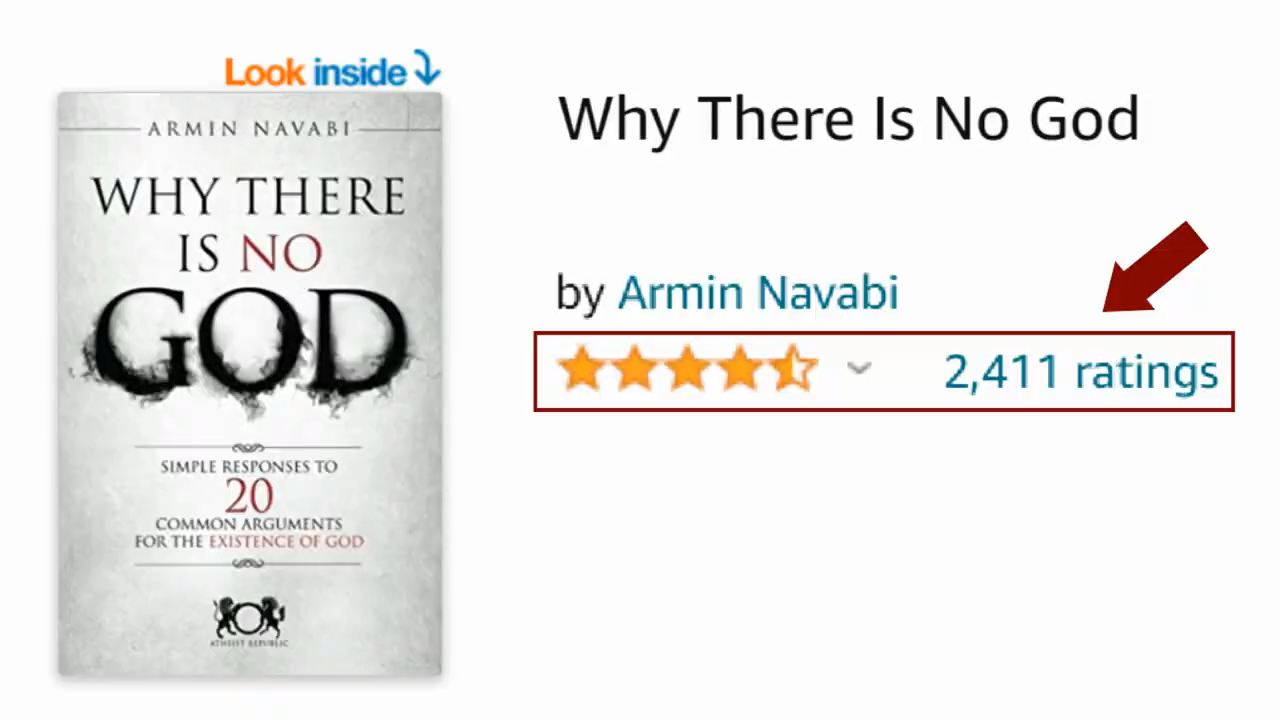 Look inside
ARMIN NAVABI
WHY THERE
IS NO
GOD
SIMPLE RESPONSES TO
20
COMMON ARGUMENTS
FOR THE EXISTENCE OF GOD
ATHEIST REPUBLIC
Why There Is No God
by Armin Navabi
2,411 ratings